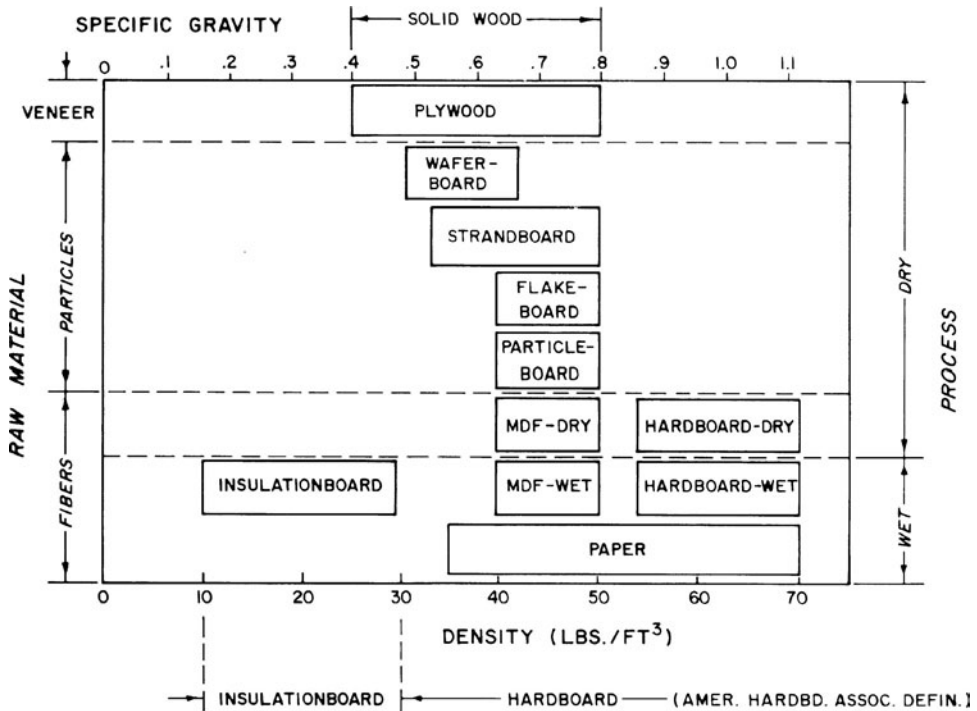 SPECIFIC GRAVITY
SOLID WOOD
0 .1 .2 .3 .4 .5 .6 .7 .8 .9 1.0 1.1
VENEER
PLYWOOD
WAFER-
BOARD
STRANDBOARD
FLAKE-
BOARD
PARTICLE-
BOARD
MDF-DRY HARDBOARD-DRY
INSULATIONBOARD MDF-WET HARDBOARD-WET
PAPER
RAW MATERIAL
PARTICLES
FIBERS
DRY
WET
PROCESS
0 10 20 30 40 50 60 70
DENSITY (LBS./FT³)
INSULATIONBOARD HARDBOARD (AMER. HARDBD. ASSOC. DEFIN.)